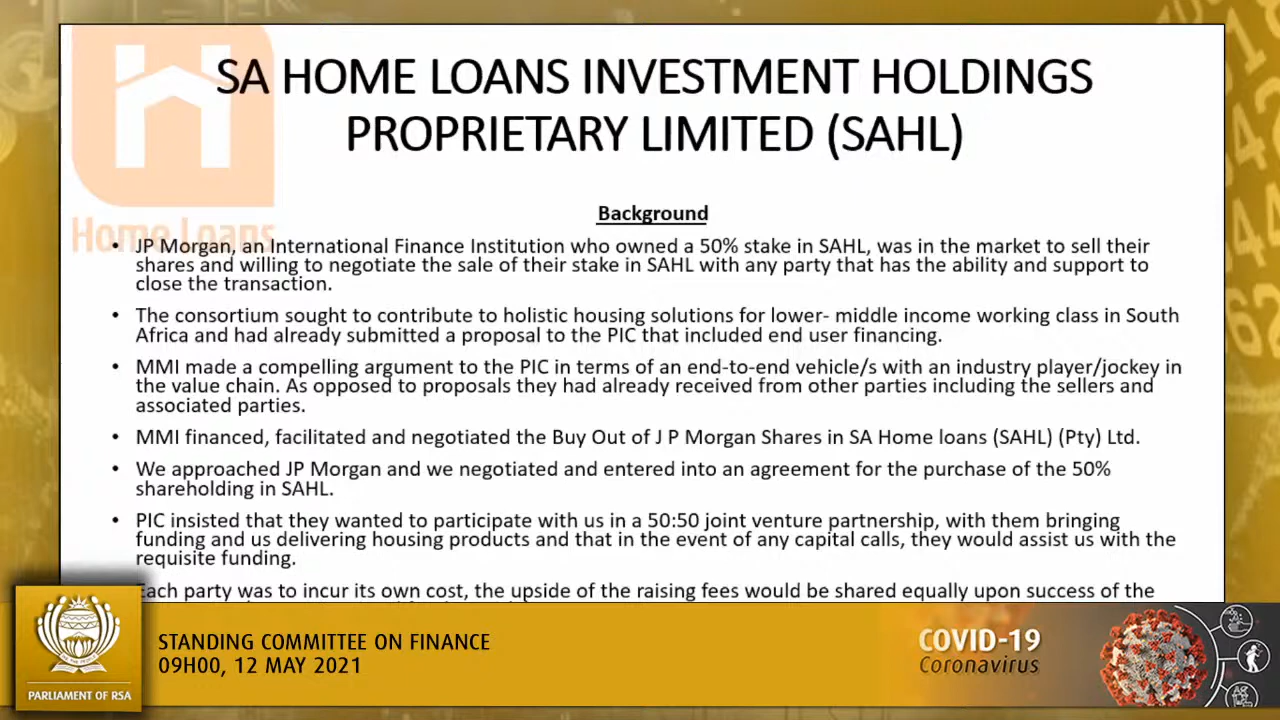 SA HOME LOANS INVESTMENT HOLDINGS
PROPRIETARY LIMITED (SAHL)
Home Loans
Background
• JP Morgan, an International Finance Institution who owned a 50% stake in SAHL, was in the market to sell their
shares and willing to negotiate the sale of their stake in SAHL with any party that has the ability and support to
close the transaction.
• The consortium sought to contribute to holistic housing solutions for lower- middle income working class in South
Africa and had already submitted a proposal to the PIC that included end user financing.
• MMI made a compelling argument to the PIC in terms of an end-to-end vehicle/s with an industry player/jockey in
the value chain. As opposed to proposals they had already received from other parties including the sellers and
associated parties.
• MMI financed, facilitated and negotiated the Buy Out of J P Morgan Shares in SA Home loans (SAHL) (Pty) Ltd.
• We approached JP Morgan and we negotiated and entered into an agreement for the purchase of the 50%
shareholding in SAHL.
• PIC insisted that they wanted to participate with us in a 50:50 joint venture partnership, with them bringing
funding and us delivering housing products and that in the event of any capital calls, they would assist us with the
requisite funding.
Each party was to incur its own cost, the upside of the raising fees would be shared equally upon success of the
STANDING COMMITTEE ON FINANCE
09H00, 12 MAY 2021
PARLIAMENT OF RSA
COVID-19
Coronavirus